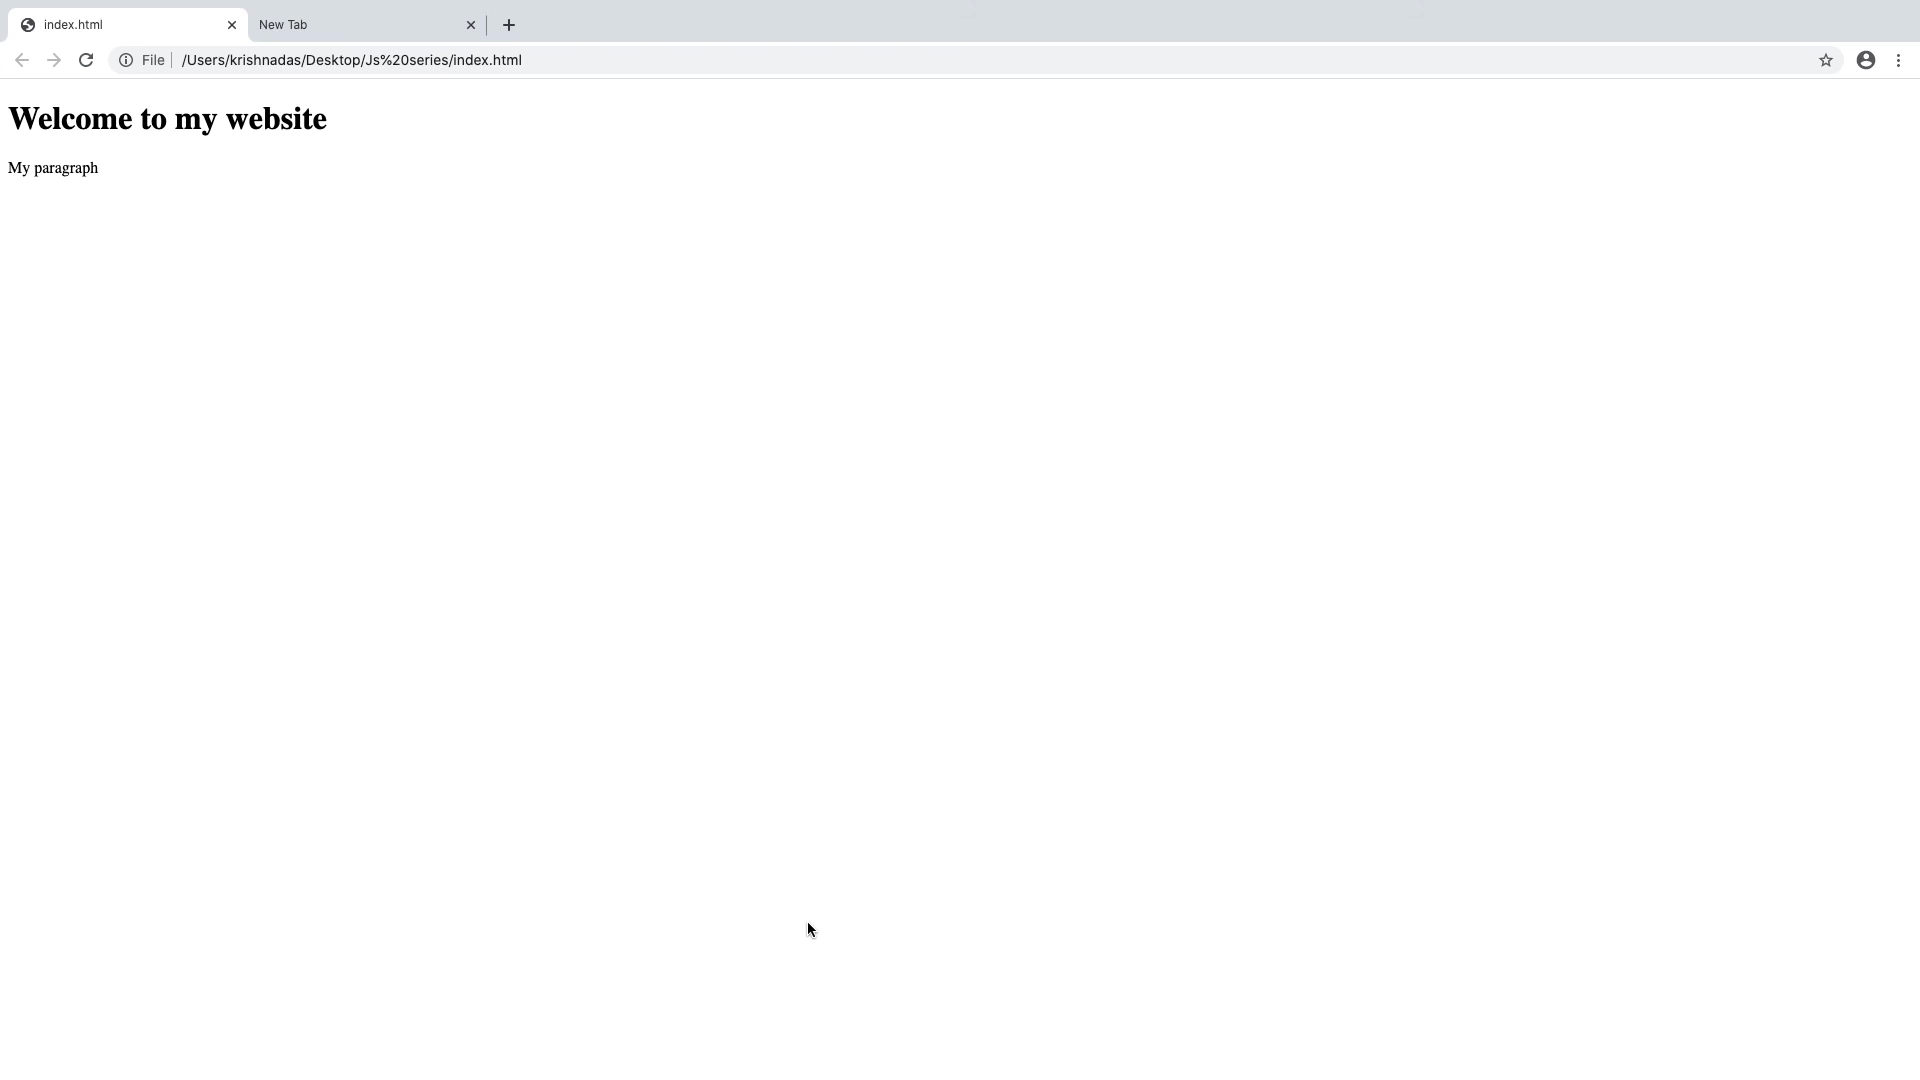 index.html
New Tab
File
/Users/krishnadas/Desktop/Js%20series/index.html
Welcome to my website
My paragraph